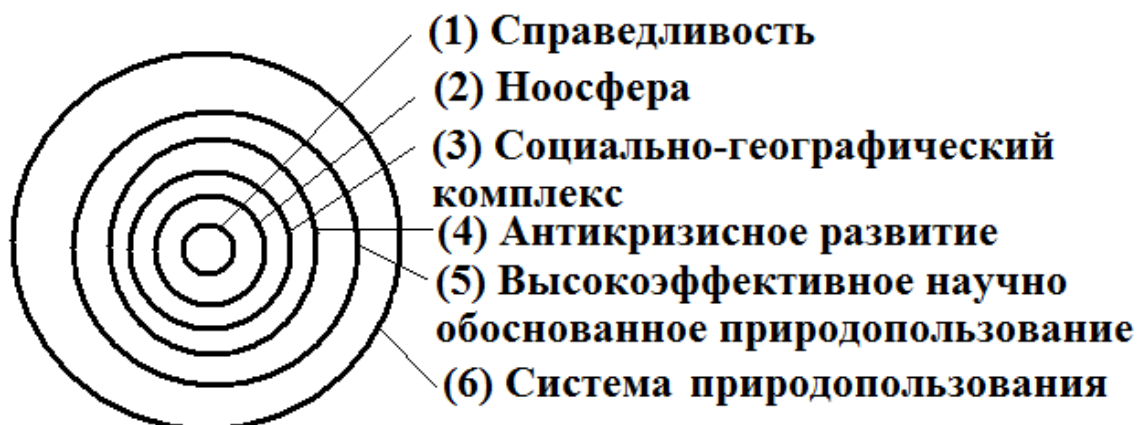 (1) Справедливость
(2) Ноосфера
(3) Социально-географический
комплекс
(4) Антикризисное развитие
(5) Высокоэффективное научно
обоснованное природопользование
(6) Система природопользования